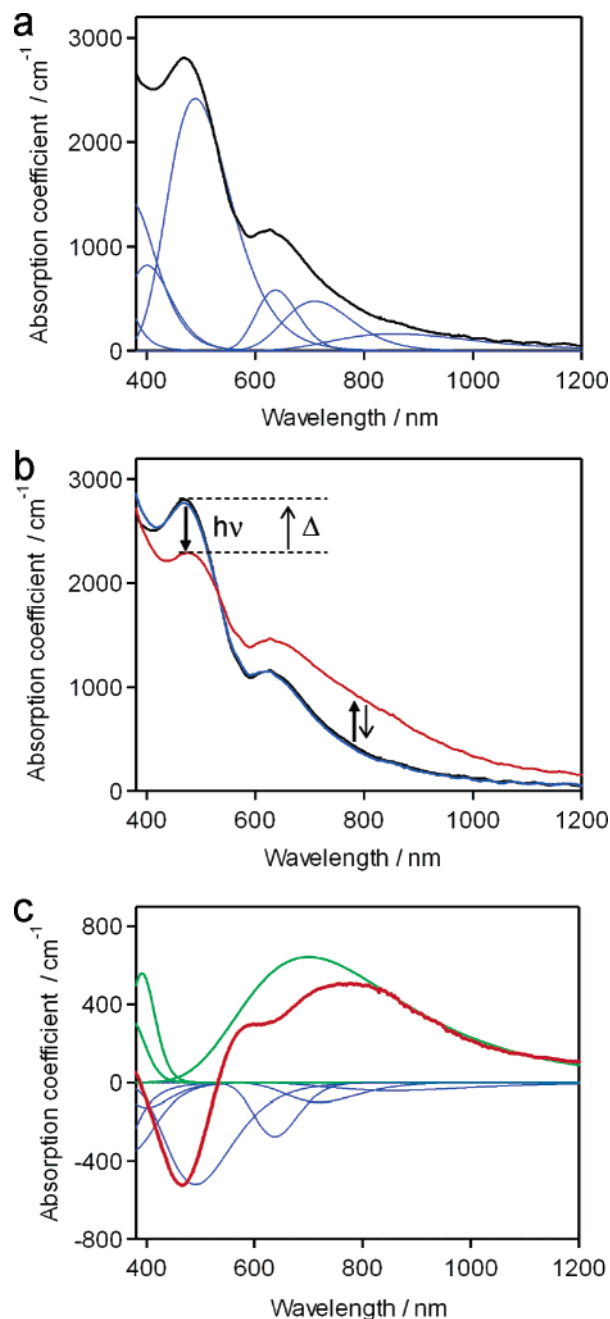 a
3000
2000
1000
0
Absorption coefficient / cm⁻¹
400 600 800 1000 1200
Wavelength / nm
b
3000
2000
1000
0
Absorption coefficient / cm⁻¹
hν
Δ
400 600 800 1000 1200
Wavelength / nm
c
800
400
0
-400
-800
Absorption coefficient / cm⁻¹
400 600 800 1000 1200
Wavelength / nm